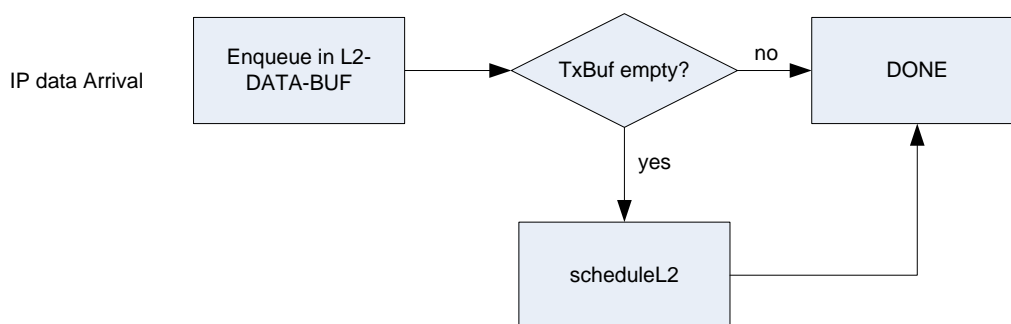 IP data Arrival
Enqueue in L2-
DATA-BUF
TxBuf empty?
no
DONE
yes
scheduleL2